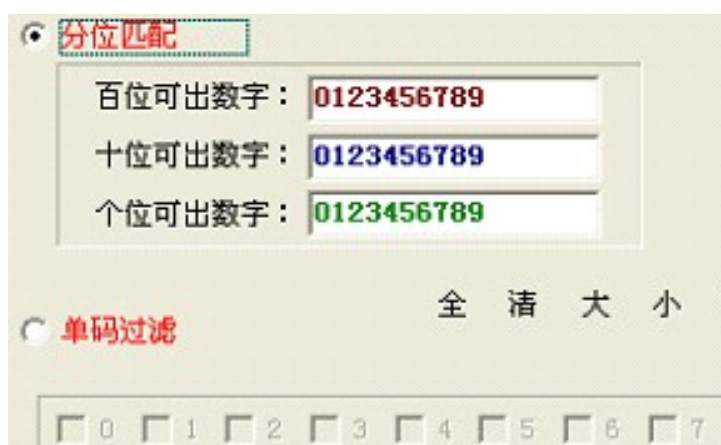 分位匹配
百位可出数字： 0123456789
十位可出数字： 0123456789
个位可出数字： 0123456789
全 清 大 小
单码过滤
0 1 2 3 4 5 6 7